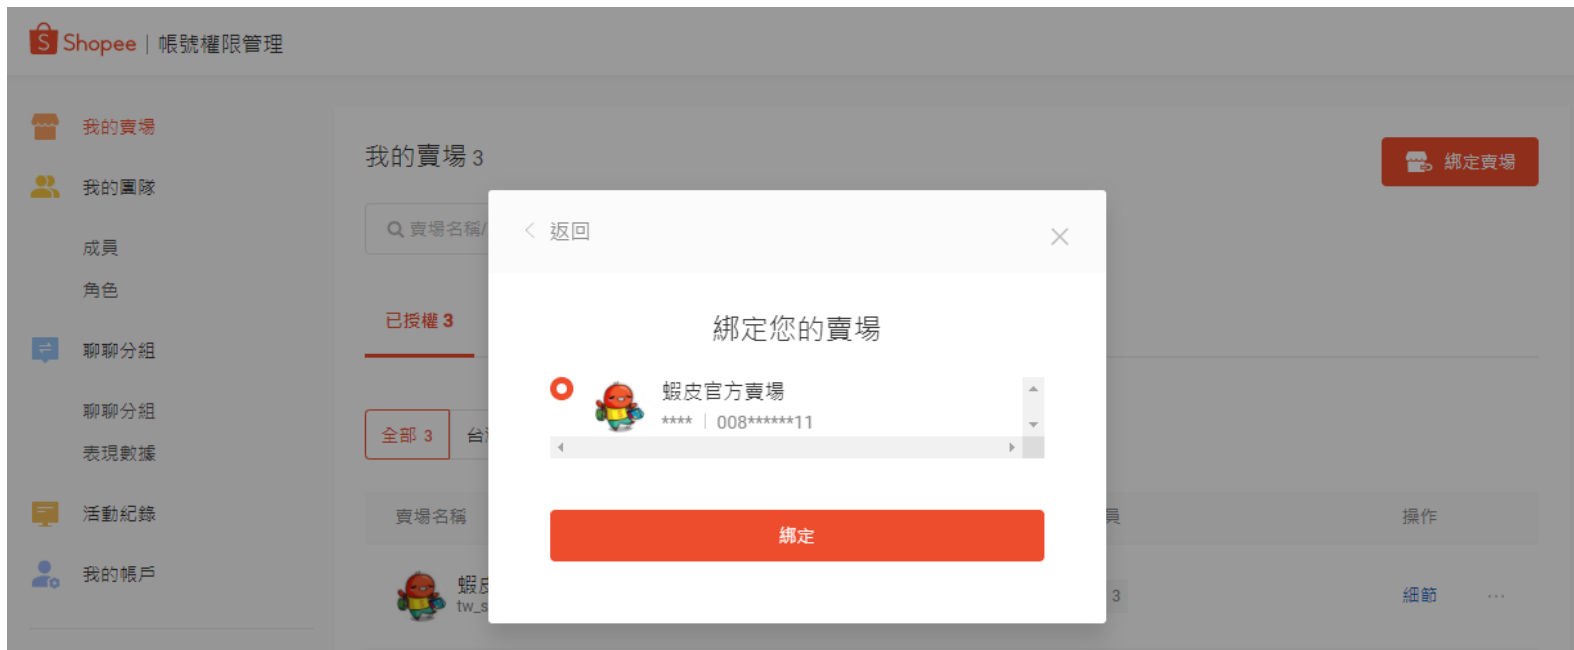 Shopee | 帳號權限管理
我的賣場
我的團隊
成員
角色
聊聊分組
聊聊分組
表現數據
活動紀錄
我的帳戶
我的賣場 3
綁定賣場
賣場名稱/
已授權 3
全部 3
賣場名稱
員
操作
tw_s
3
細節
...
返回
綁定您的賣場
蝦皮官方賣場
**** | 008******11
綁定